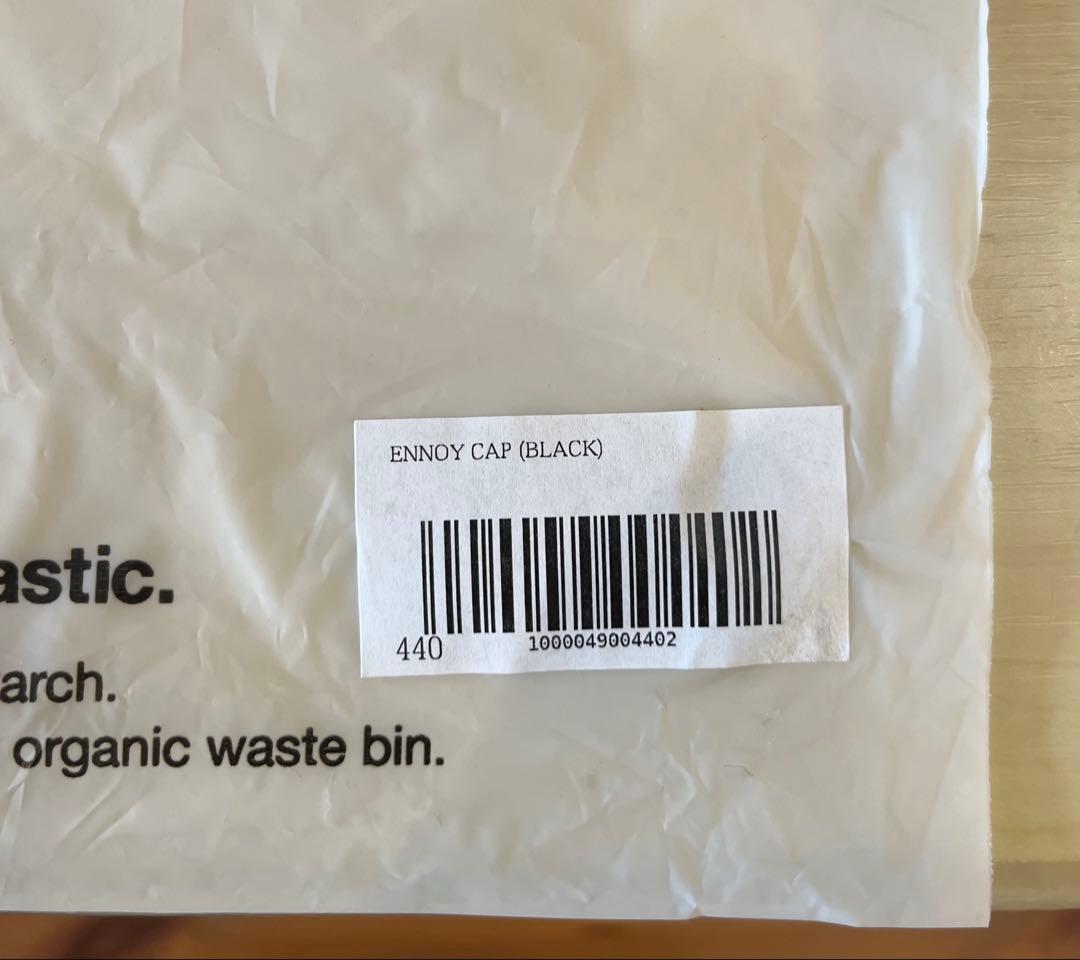 ENNOY CAP (BLACK)
440
1000049004402
astic.
arch.
organic waste bin.